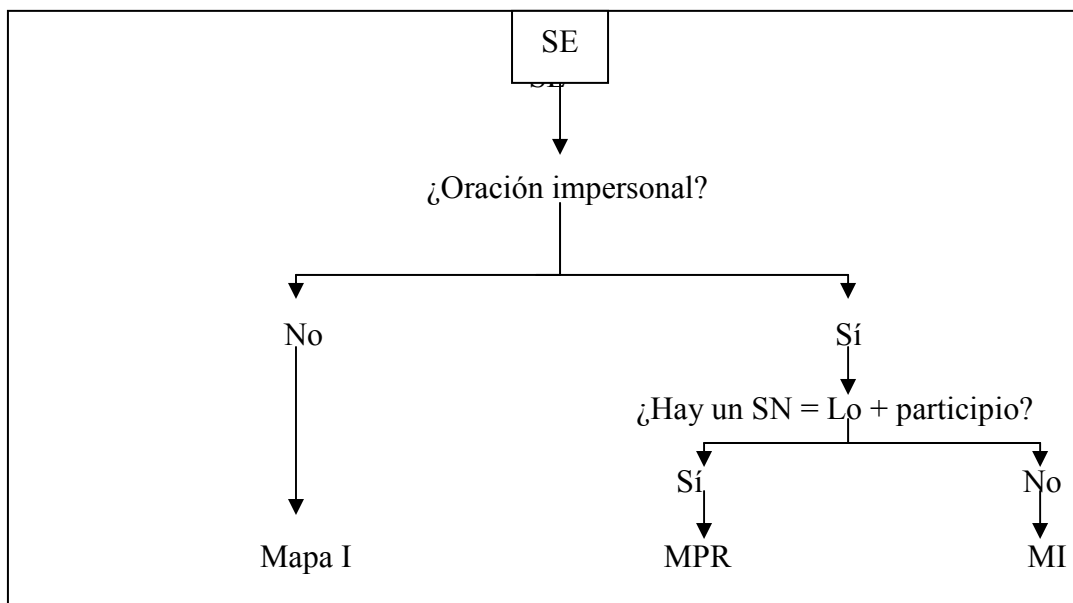 SE
¿Oración impersonal?
No Sí
¿Hay un SN = Lo + participio?
Sí No
Mapa I MPR MI